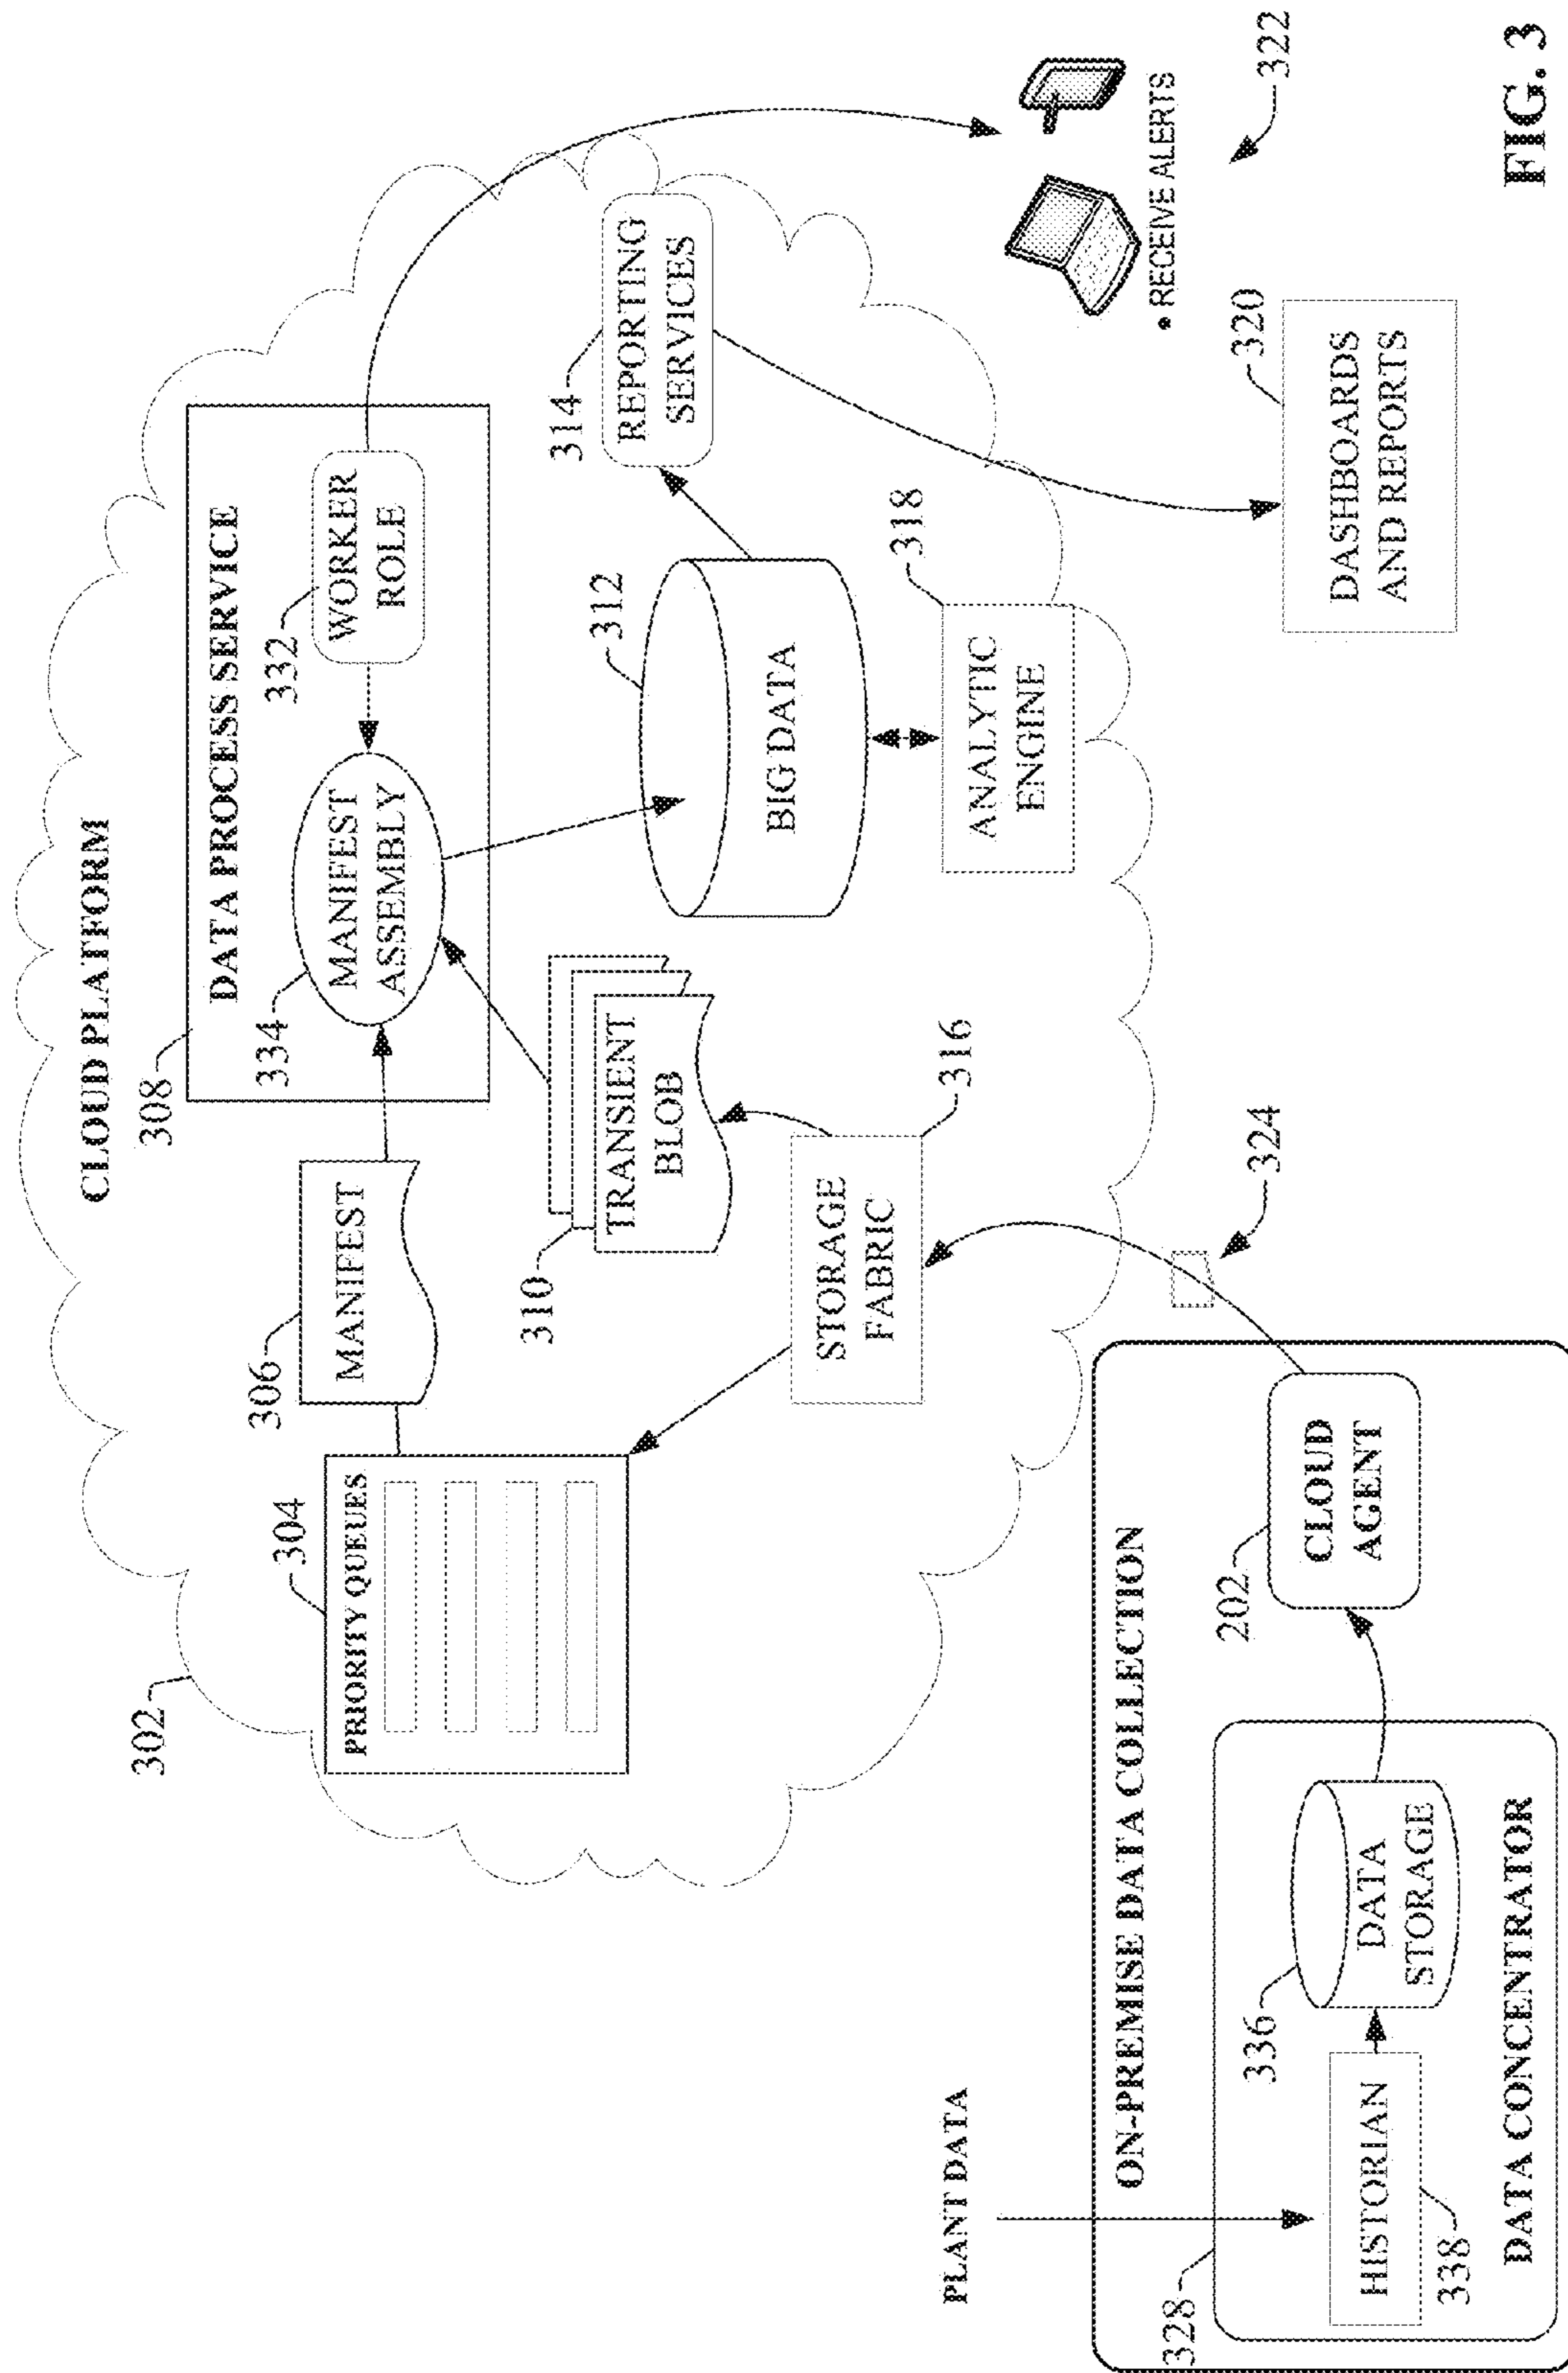 CLOUD PLATFORM
302
304
PRIORITY QUEUES
306
MANIFEST
308
DATA PROCESS SERVICE
334
MANIFEST
ASSEMBLY
332
WORKER
ROLE
310
TRANSIENT
BLOB
312
BIG DATA
314
REPORTING
SERVICES
STORAGE
FABRIC
316
ANALYTIC
ENGINE
318
324
• RECEIVE ALERTS
322
320
DASHBOARDS
AND REPORTS
PLANT DATA
ON-PREMISE DATA COLLECTION
328
336
DATA
STORAGE
HISTORIAN
338
DATA CONCENTRATOR
202
CLOUD
AGENT
FIG. 3